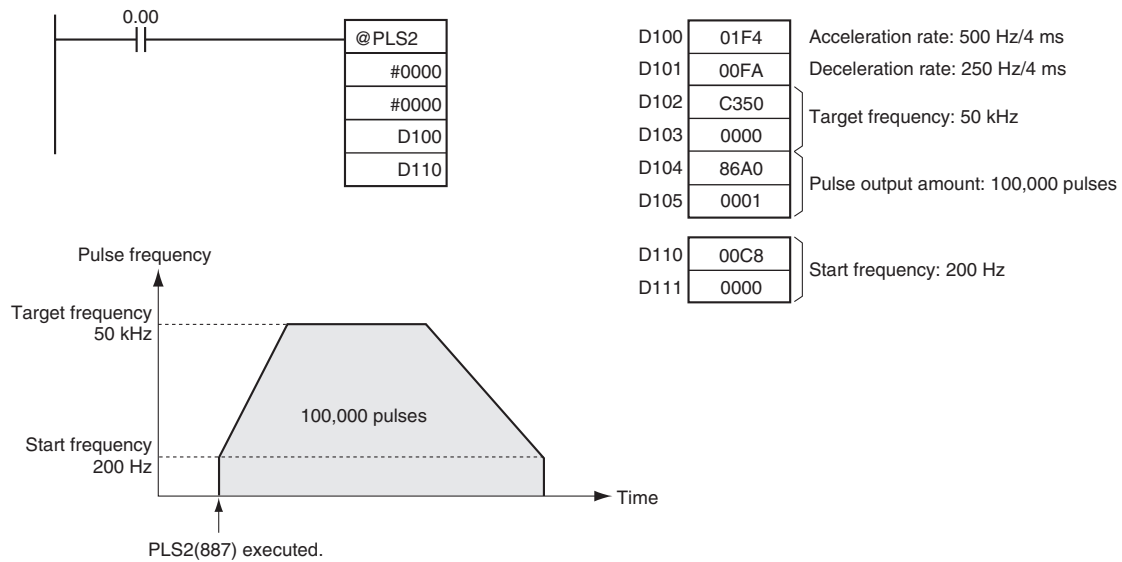 0.00
@PLS2
#0000
#0000
D100
D110
D100 01F4 Acceleration rate: 500 Hz/4 ms
D101 00FA Deceleration rate: 250 Hz/4 ms
D102 C350
Target frequency: 50 kHz
D103 0000
D104 86A0
Pulse output amount: 100,000 pulses
D105 0001
D110 00C8
Start frequency: 200 Hz
D111 0000
Pulse frequency
Target frequency
50 kHz
100,000 pulses
Start frequency
200 Hz
Time
PLS2(887) executed.